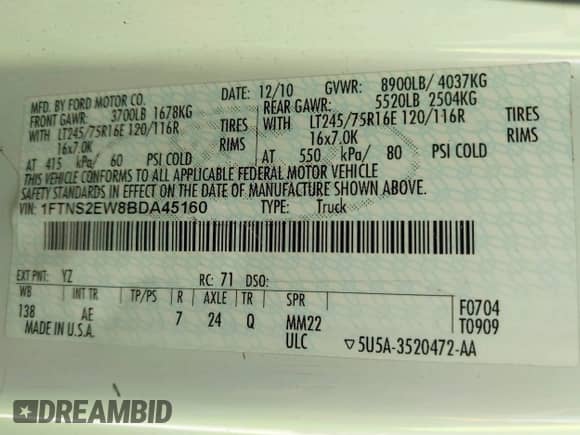 MFD. BY FORD MOTOR CO. DATE: 12/10 GVWR: 8900LB/ 4037KG
FRONT GAWR: 3700LB 1678KG REAR GAWR: 5520LB 2504KG
WITH LT245/75R16E 120/116R TIRES WITH LT245/75R16E 120/116R TIRES
16x7.0K RIMS 16x7.0K RIMS
AT 415 kPa/ 60 PSI COLD AT 550 kPa/ 80 PSI COLD
THIS VEHICLE CONFORMS TO ALL APPLICABLE FEDERAL MOTOR VEHICLE
SAFETY STANDARDS IN EFFECT ON THE DATE OF MANUFACTURE SHOWN ABOVE.
VIN: 1FTNS2EW8BDA45160 TYPE: Truck
EXT PNT: YZ RC: 71 DSO:
WB INT TR TP/PS R AXLE TR SPR F0704
138 AE 7 24 Q MM22 T0909
MADE IN U.S.A. ULC ▽5U5A-3520472-AA
DREAMBID